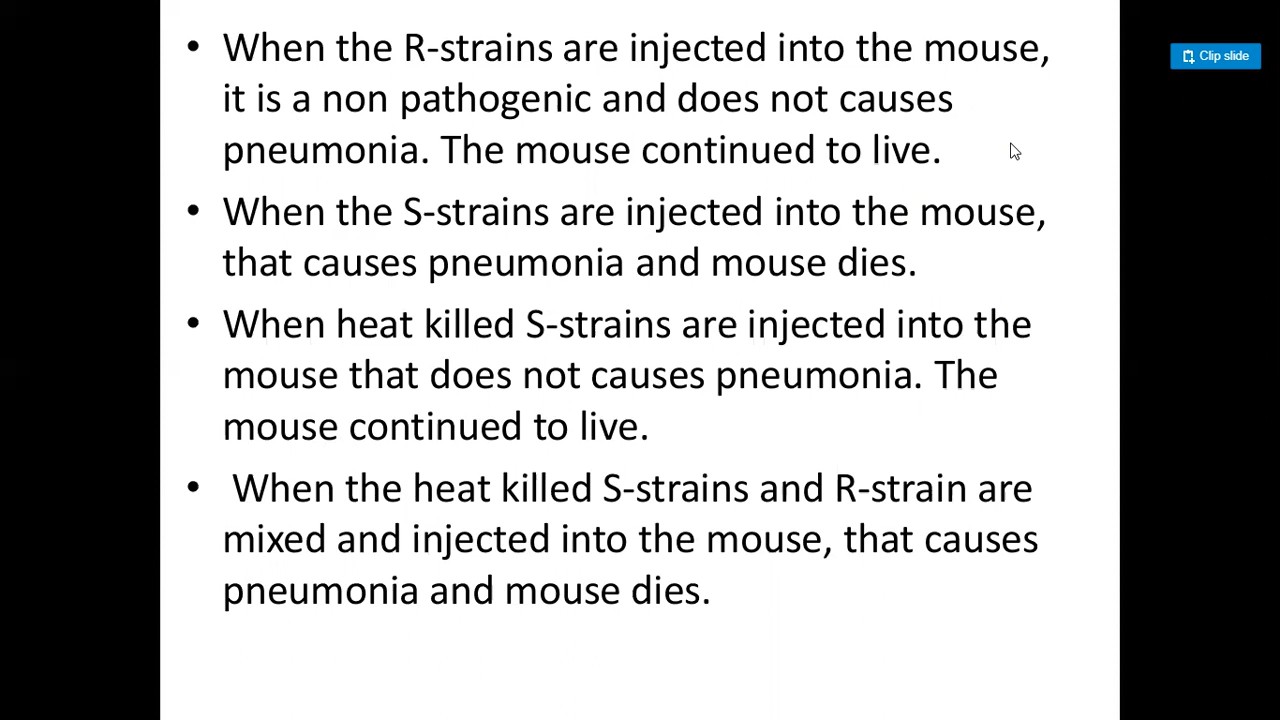 • When the R-strains are injected into the mouse,
it is a non pathogenic and does not causes
pneumonia. The mouse continued to live.
• When the S-strains are injected into the mouse,
that causes pneumonia and mouse dies.
• When heat killed S-strains are injected into the
mouse that does not causes pneumonia. The
mouse continued to live.
• When the heat killed S-strains and R-strain are
mixed and injected into the mouse, that causes
pneumonia and mouse dies.
Clip slide